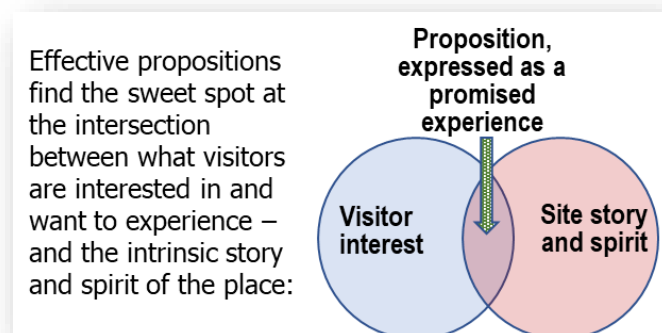 Effective propositions
find the sweet spot at
the intersection
between what visitors
are interested in and
want to experience –
and the intrinsic story
and spirit of the place:
Proposition,
expressed as a
promised
experience
Visitor
interest
Site story
and spirit